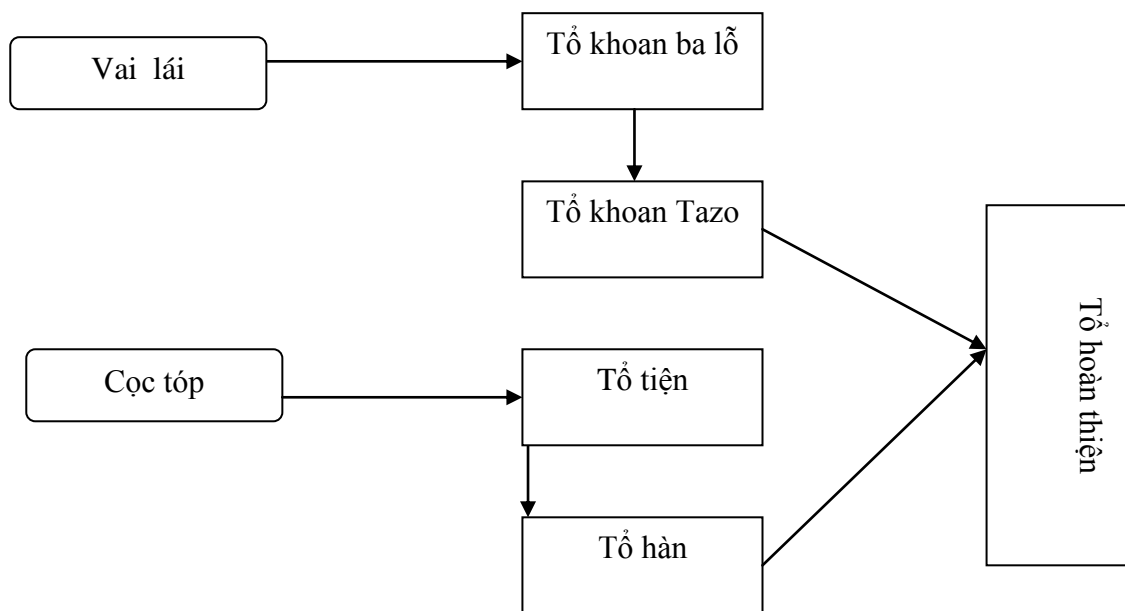 Tổ khoan ba lỗ
Vai lái
Tổ khoan Tazo
Tổ hoàn thiện
Cọc tóp
Tổ tiện
Tổ hàn